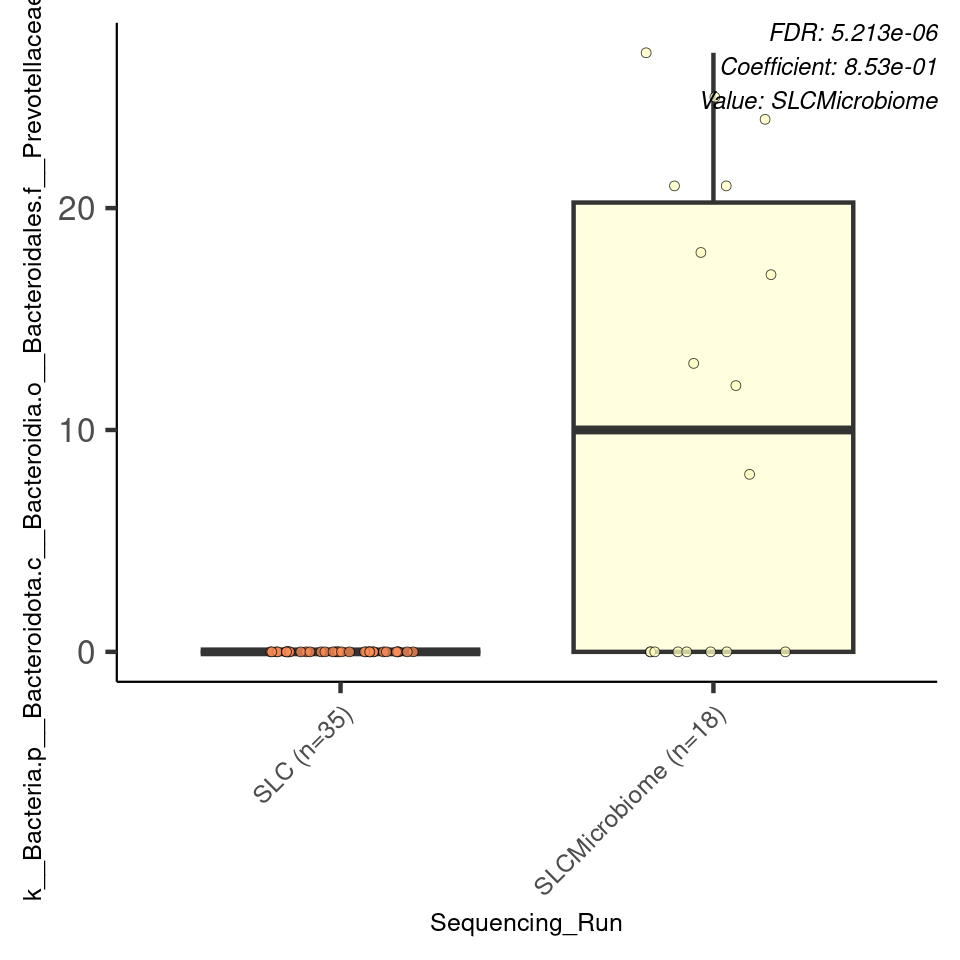 FDR: 5.213e-06
Coefficient: 8.53e-01
Value: SLCMicrobiome
k__Bacteria.p__Bacteroidota.c__Bacteroidia.o__Bacteroidales.f__Prevotellaceae
20
10
0
SLC (n=35)
SLCMicrobiome (n=18)
Sequencing_Run